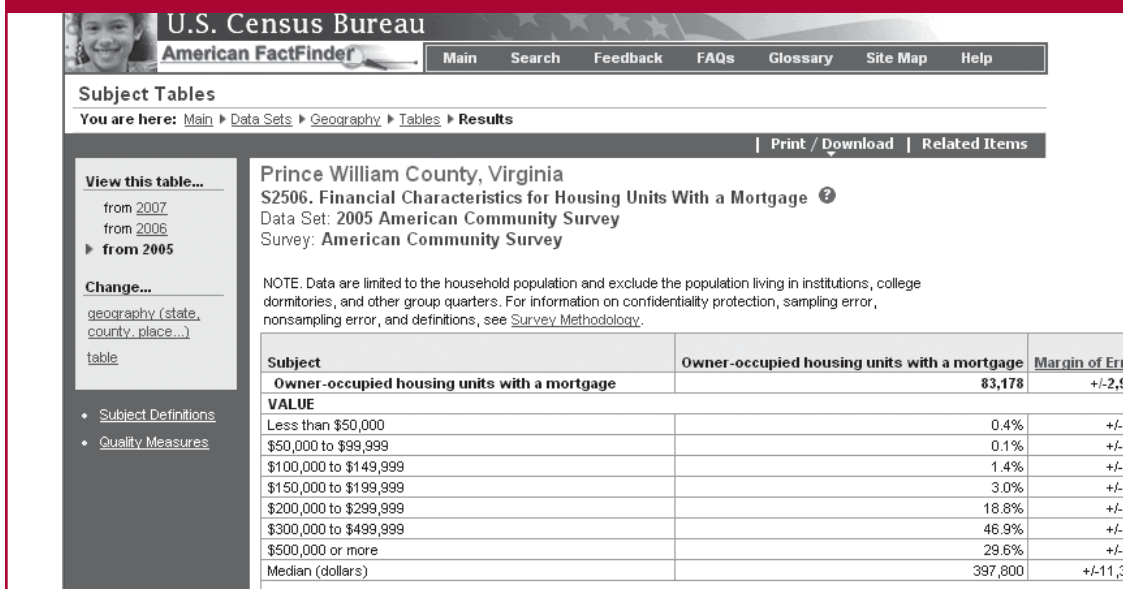 U.S. Census Bureau
American FactFinder
Main Search Feedback FAQs Glossary Site Map Help
Subject Tables
You are here: Main Data Sets Geography Tables Results
| Print / Download | Related Items
View this table...
from 2007
from 2006
from 2005
Change...
geography (state,
county, place...)
table
• Subject Definitions
• Quality Measures
Prince William County, Virginia
S2506. Financial Characteristics for Housing Units With a Mortgage ?
Data Set: 2005 American Community Survey
Survey: American Community Survey
NOTE. Data are limited to the household population and exclude the population living in institutions, college
dormitories, and other group quarters. For information on confidentiality protection, sampling error,
nonsampling error, and definitions, see Survey Methodology.
Subject Owner-occupied housing units with a mortgage Margin of Err
Owner-occupied housing units with a mortgage 83,178 +/-2,9
VALUE
Less than $50,000 0.4% +/-
$50,000 to $99,999 0.1% +/-
$100,000 to $149,999 1.4% +/-
$150,000 to $199,999 3.0% +/-
$200,000 to $299,999 18.8% +/-
$300,000 to $499,999 46.9% +/-
$500,000 or more 29.6% +/-
Median (dollars) 397,800 +/-11,3